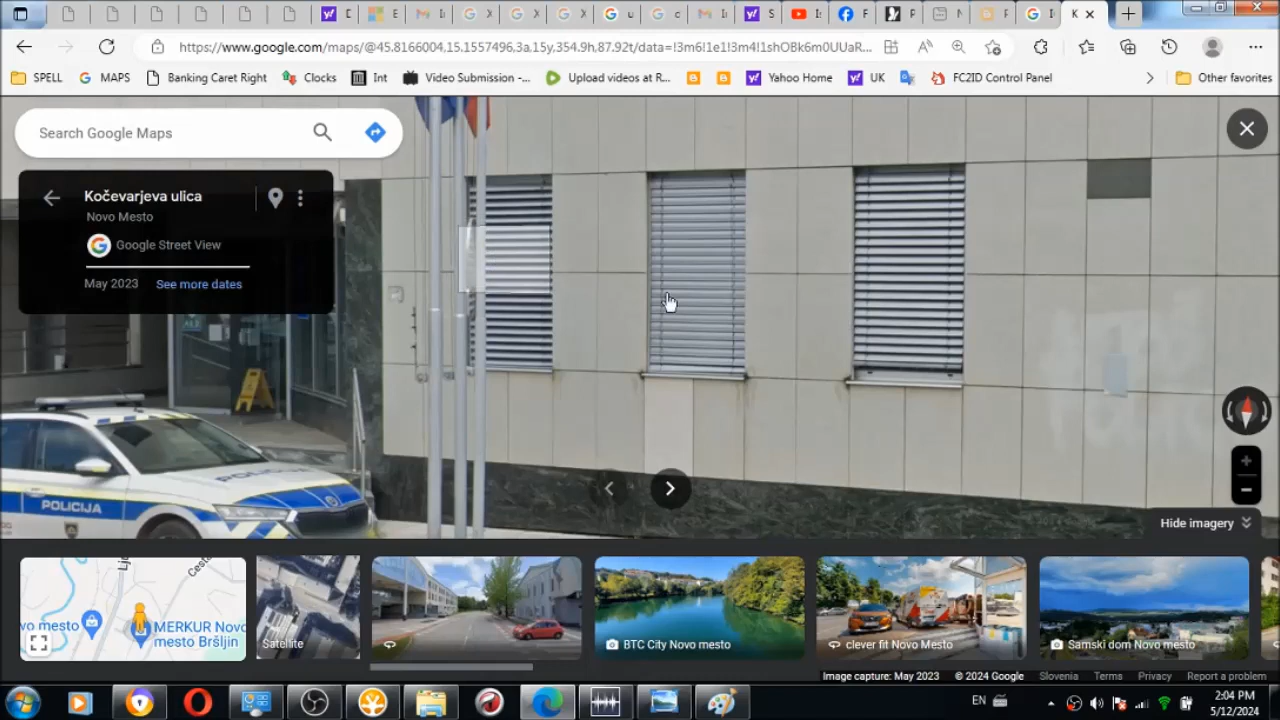 https://www.google.com/maps/@45.8166004,15.1557496,3a,15y,354.9h,87.92t/data=!3m6!1e1!3m4!1shOBk6m0UUaR...
SPELL
MAPS
Banking Caret Right
Clocks
Int
Video Submission -...
Upload videos at R...
Yahoo Home
UK
FC2ID Control Panel
Other favorites
Search Google Maps
Kočevarjeva ulica
Novo Mesto
Google Street View
May 2023 See more dates
POLICIJA
POLICIJA
Hide imagery
vo mesto
MERKUR Novo
mesto Bršljin
Satellite
BTC City Novo mesto
clever fit Novo Mesto
Samski dom Novo mesto
Image capture: May 2023 © 2024 Google Slovenia Terms Privacy Report a problem
EN
2:04 PM
5/12/2024